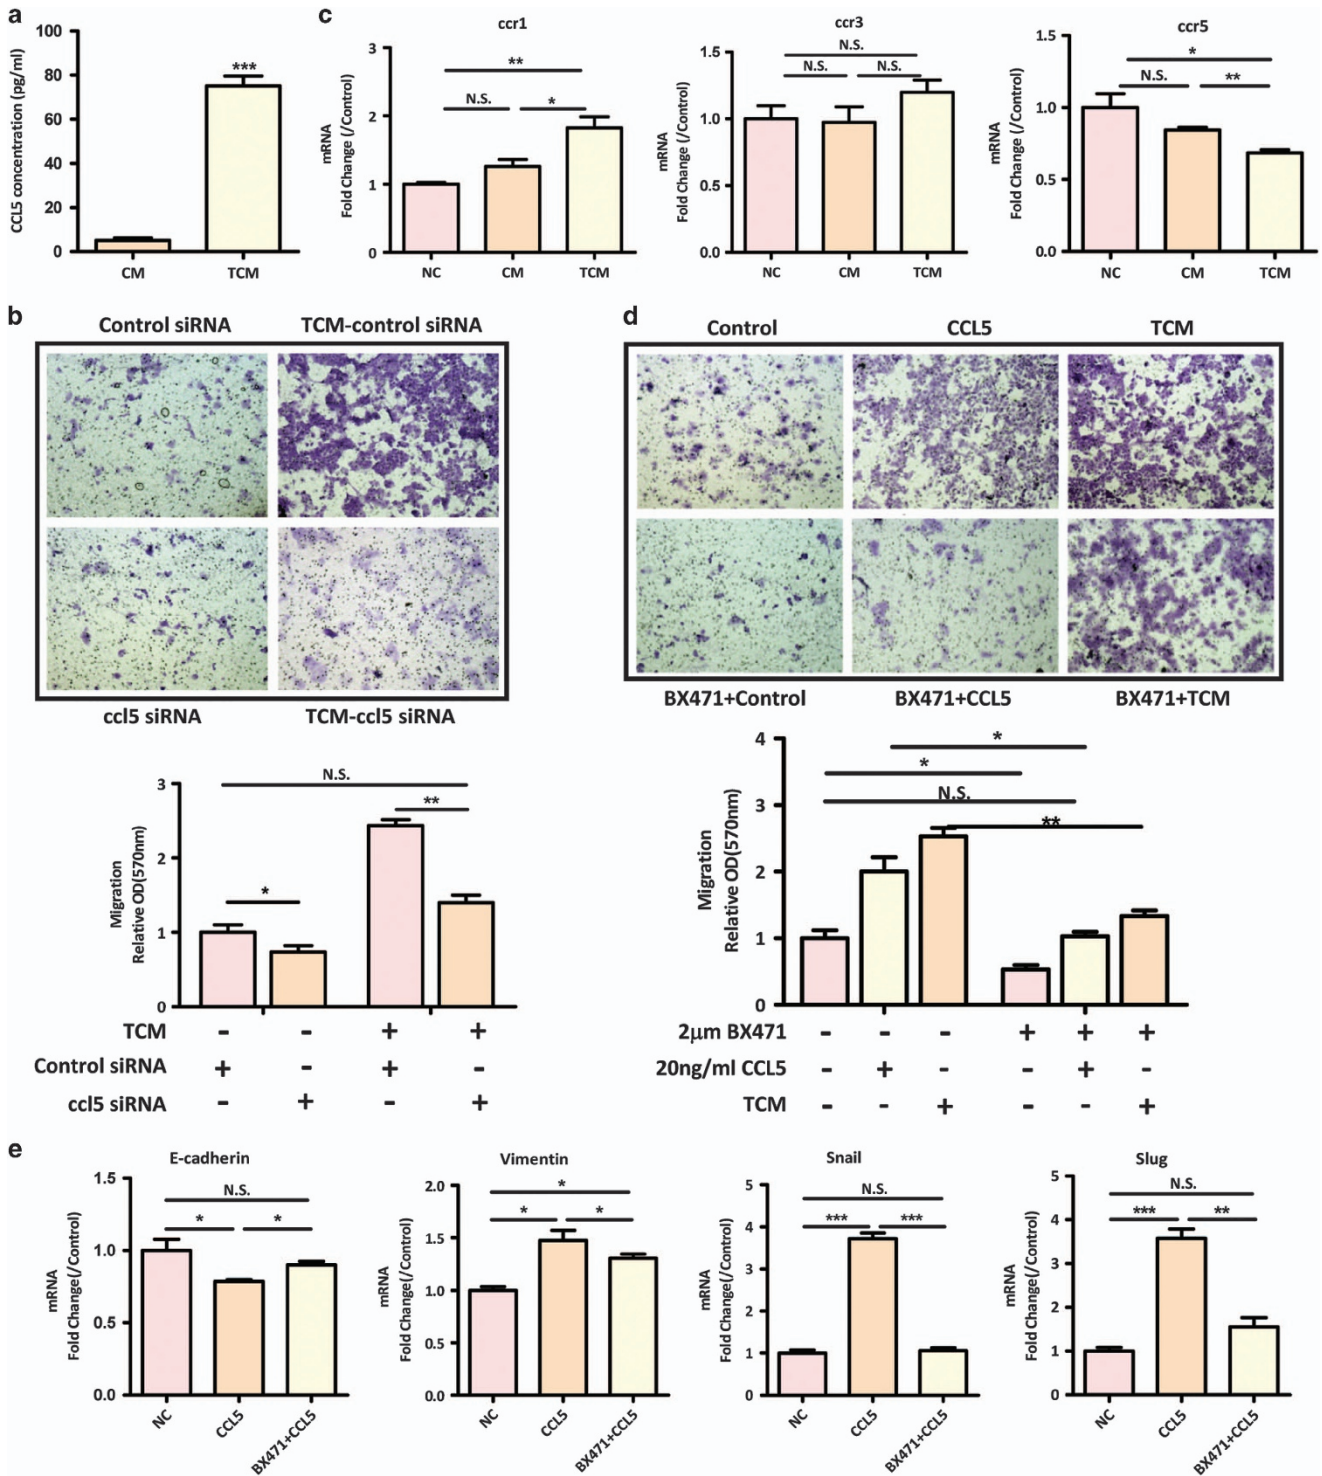 a
CCL5 concentration (pg/ml)
100
80
60
40
20
0
***
CM
TCM
c
ccr1
mRNA
Fold Change (/Control)
3
2
1
0
**
N.S.
*
NC
CM
TCM
ccr3
mRNA
Fold Change (/Control)
1.5
1.0
0.5
0.0
N.S.
N.S.
N.S.
NC
CM
TCM
ccr5
mRNA
Fold Change (/Control)
1.5
1.0
0.5
0.0
*
N.S.
**
NC
CM
TCM
b
Control siRNA
TCM-control siRNA
ccl5 siRNA
TCM-ccl5 siRNA
Migration
Relative OD(570nm)
3
2
1
0
N.S.
**
*
TCM - - + +
Control siRNA + - + -
ccl5 siRNA - + - +
d
Control
CCL5
TCM
BX471+Control
BX471+CCL5
BX471+TCM
Migration
Relative OD(570nm)
4
3
2
1
0
*
*
N.S.
**
2μm BX471 - - - + + +
20ng/ml CCL5 - + - - + -
TCM - - + - - +
e
E-cadherin
mRNA
Fold Change(/Control)
1.5
1.0
0.5
0.0
N.S.
*
*
NC
CCL5
BX471+CCL5
Vimentin
mRNA
Fold Change(/Control)
2.0
1.5
1.0
0.5
0.0
*
*
*
NC
CCL5
BX471+CCL5
Snail
mRNA
Fold Change(/Control)
5
4
3
2
1
0
N.S.
***
***
NC
CCL5
BX471+CCL5
Slug
mRNA
Fold Change(/Control)
5
4
3
2
1
0
N.S.
***
**
NC
CCL5
BX471+CCL5